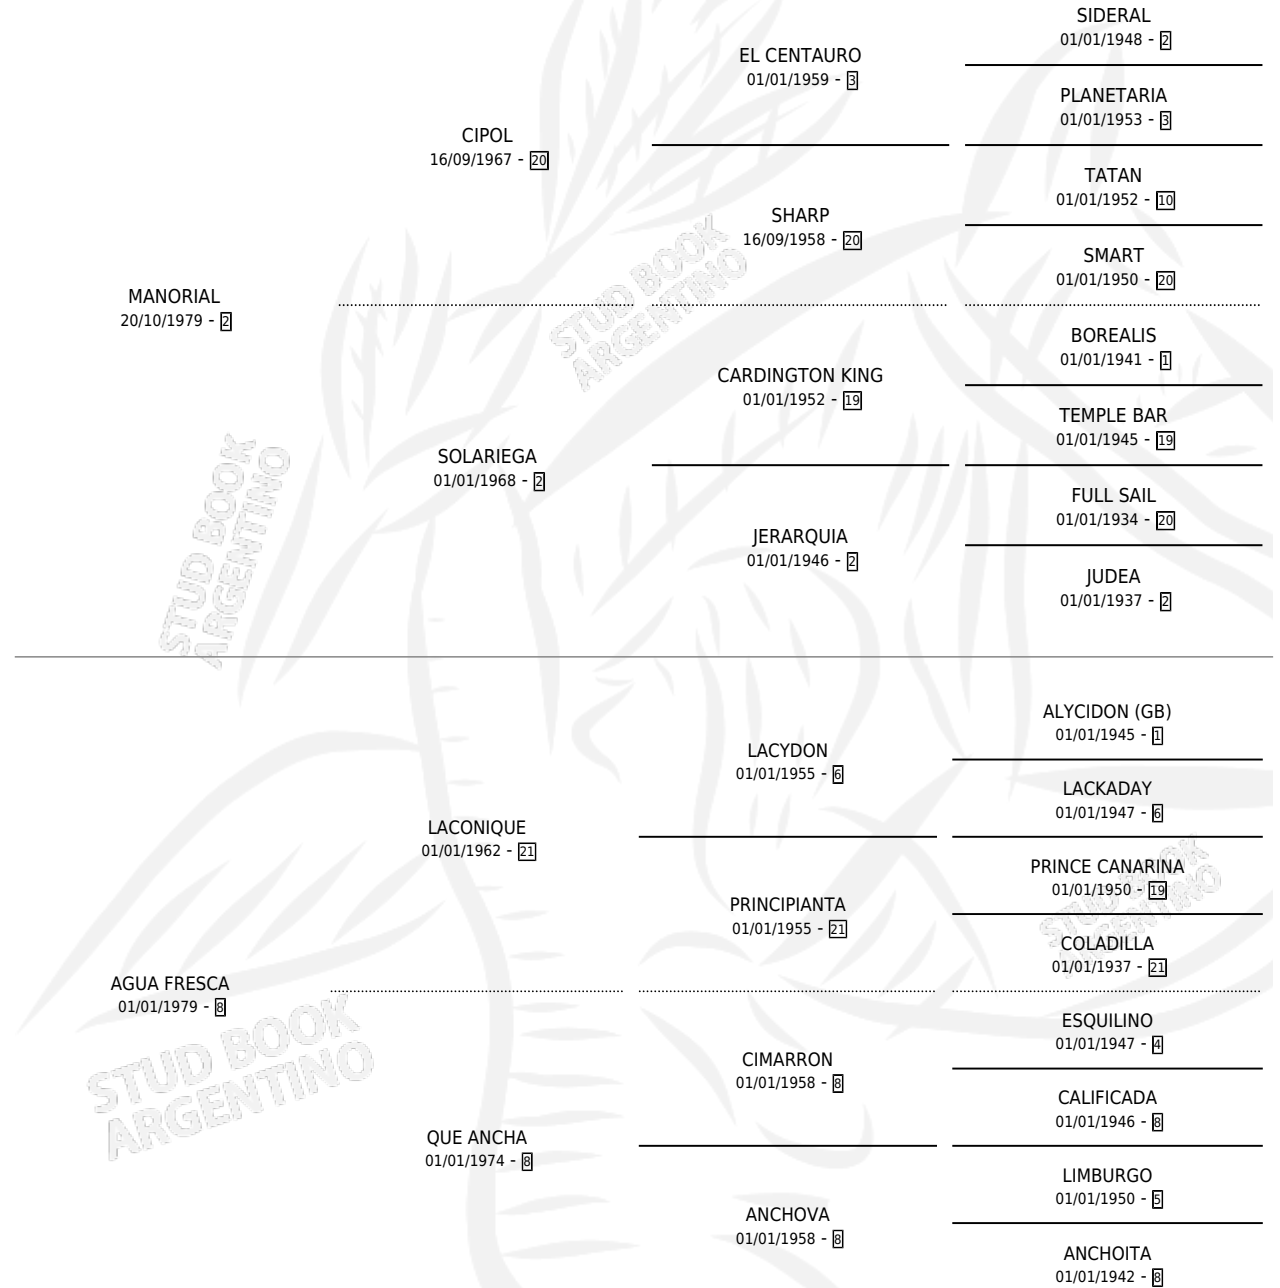 SIDERAL
01/01/1948 - 2
EL CENTAURO
01/01/1959 - 3
PLANETARIA
01/01/1953 - 3
CIPOL
16/09/1967 - 20
TATAN
01/01/1952 - 10
SHARP
16/09/1958 - 20
SMART
01/01/1950 - 20
MANORIAL
20/10/1979 - 2
BOREALIS
01/01/1941 - 1
CARDINGTON KING
01/01/1952 - 19
TEMPLE BAR
01/01/1945 - 19
SOLARIEGA
01/01/1968 - 2
FULL SAIL
01/01/1934 - 20
JERARQUIA
01/01/1946 - 2
JUDEA
01/01/1937 - 2
STUD BOOK
ARGENTINO
STUD BOOK
ARGENTINO
ALYCIDON (GB)
01/01/1945 - 1
LACYDON
01/01/1955 - 6
LACKADAY
01/01/1947 - 6
LACONIQUE
01/01/1962 - 21
PRINCE CANARINA
01/01/1950 - 19
PRINCIPIANTA
01/01/1955 - 21
COLADILLA
01/01/1937 - 21
AGUA FRESCA
01/01/1979 - 8
ESQUILINO
01/01/1947 - 4
CIMARRON
01/01/1958 - 8
CALIFICADA
01/01/1946 - 8
QUE ANCHA
01/01/1974 - 8
LIMBURGO
01/01/1950 - 5
ANCHOVA
01/01/1958 - 8
ANCHOITA
01/01/1942 - 8
STUD BOOK
ARGENTINO
STUD BOOK
ARGENTINO